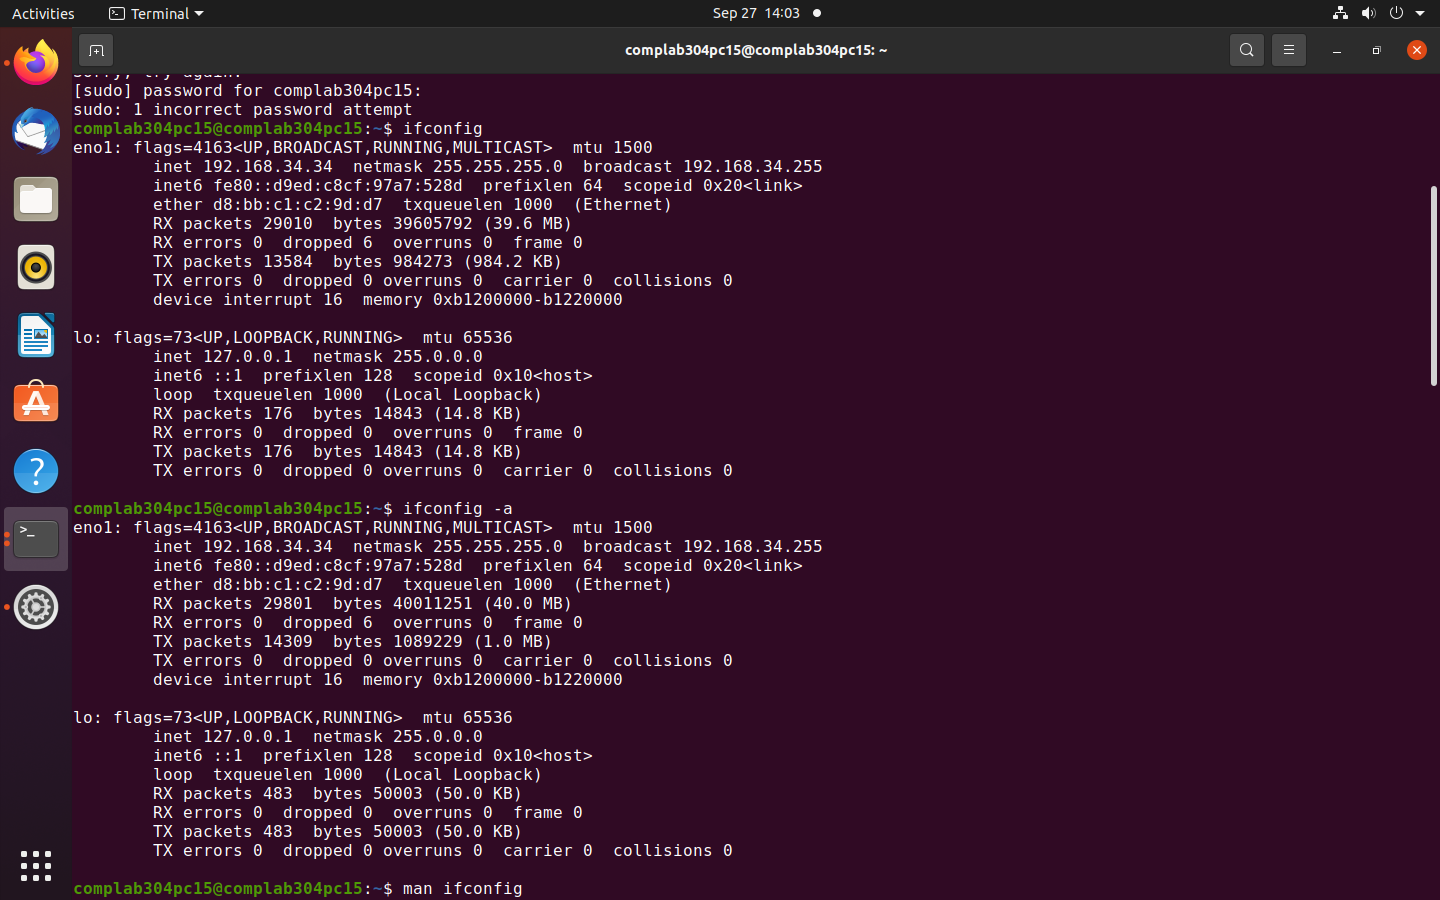 Activities
Terminal
Sep 27 14:03
complab304pc15@complab304pc15: ~
sorry, try again.
[sudo] password for complab304pc15:
sudo: 1 incorrect password attempt
complab304pc15@complab304pc15:~$ ifconfig
eno1: flags=4163<UP,BROADCAST,RUNNING,MULTICAST>  mtu 1500
        inet 192.168.34.34  netmask 255.255.255.0  broadcast 192.168.34.255
        inet6 fe80::d9ed:c8cf:97a7:528d  prefixlen 64  scopeid 0x20<link>
        ether d8:bb:c1:c2:9d:d7  txqueuelen 1000  (Ethernet)
        RX packets 29010  bytes 39605792 (39.6 MB)
        RX errors 0  dropped 6  overruns 0  frame 0
        TX packets 13584  bytes 984273 (984.2 KB)
        TX errors 0  dropped 0 overruns 0  carrier 0  collisions 0
        device interrupt 16  memory 0xb1200000-b1220000
lo: flags=73<UP,LOOPBACK,RUNNING>  mtu 65536
        inet 127.0.0.1  netmask 255.0.0.0
        inet6 ::1  prefixlen 128  scopeid 0x10<host>
        loop  txqueuelen 1000  (Local Loopback)
        RX packets 176  bytes 14843 (14.8 KB)
        RX errors 0  dropped 0  overruns 0  frame 0
        TX packets 176  bytes 14843 (14.8 KB)
        TX errors 0  dropped 0 overruns 0  carrier 0  collisions 0
complab304pc15@complab304pc15:~$ ifconfig -a
eno1: flags=4163<UP,BROADCAST,RUNNING,MULTICAST>  mtu 1500
        inet 192.168.34.34  netmask 255.255.255.0  broadcast 192.168.34.255
        inet6 fe80::d9ed:c8cf:97a7:528d  prefixlen 64  scopeid 0x20<link>
        ether d8:bb:c1:c2:9d:d7  txqueuelen 1000  (Ethernet)
        RX packets 29801  bytes 40011251 (40.0 MB)
        RX errors 0  dropped 6  overruns 0  frame 0
        TX packets 14309  bytes 1089229 (1.0 MB)
        TX errors 0  dropped 0 overruns 0  carrier 0  collisions 0
        device interrupt 16  memory 0xb1200000-b1220000
lo: flags=73<UP,LOOPBACK,RUNNING>  mtu 65536
        inet 127.0.0.1  netmask 255.0.0.0
        inet6 ::1  prefixlen 128  scopeid 0x10<host>
        loop  txqueuelen 1000  (Local Loopback)
        RX packets 483  bytes 50003 (50.0 KB)
        RX errors 0  dropped 0  overruns 0  frame 0
        TX packets 483  bytes 50003 (50.0 KB)
        TX errors 0  dropped 0 overruns 0  carrier 0  collisions 0
complab304pc15@complab304pc15:~$ man ifconfig